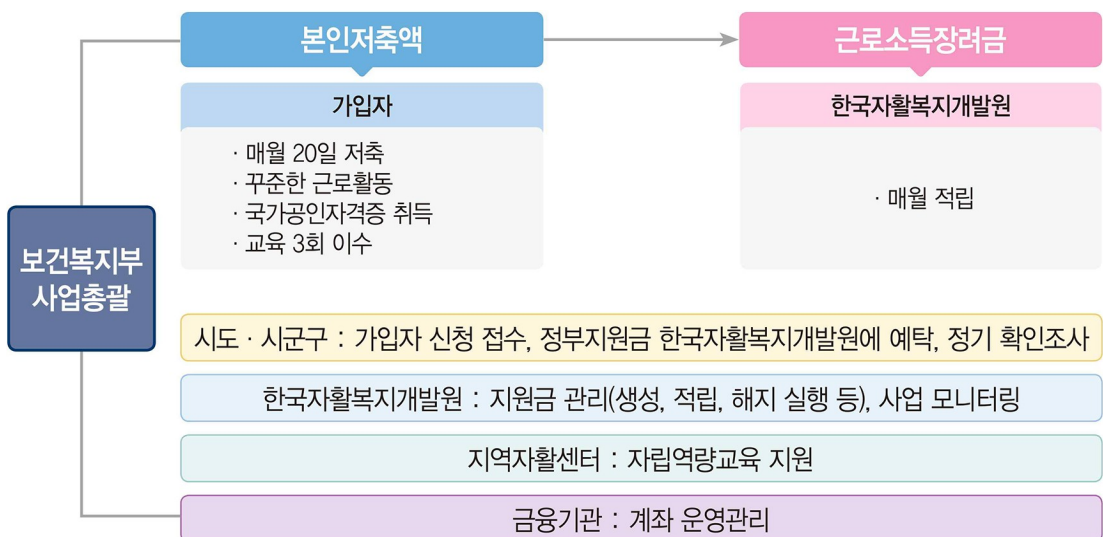 본인저축액
근로소득장려금
가입자
한국자활복지개발원
· 매월 20일 저축
· 꾸준한 근로활동
· 국가공인자격증 취득
· 교육 3회 이수
· 매월 적립
보건복지부
사업총괄
시도 · 시군구 : 가입자 신청 접수, 정부지원금 한국자활복지개발원에 예탁, 정기 확인조사
한국자활복지개발원 : 지원금 관리(생성, 적립, 해지 실행 등), 사업 모니터링
지역자활센터 : 자립역량교육 지원
금융기관 : 계좌 운영관리